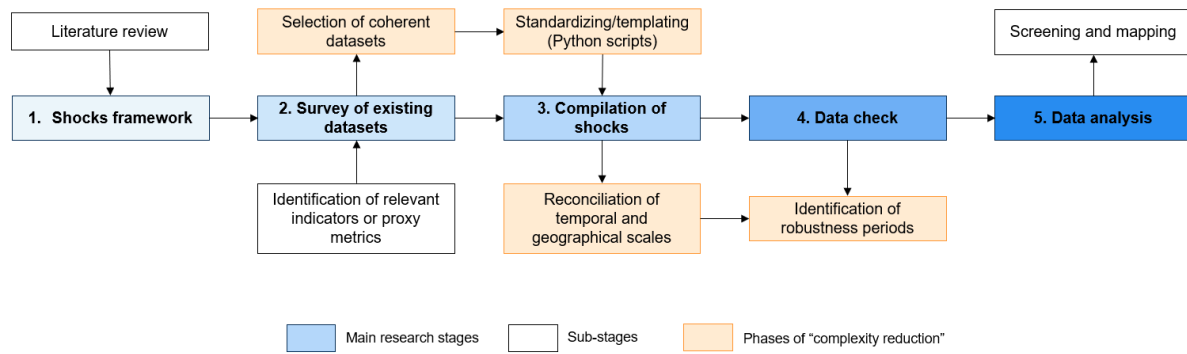 Literature review
Selection of coherent
datasets
Standardizing/templating
(Python scripts)
Screening and mapping
1. Shocks framework
2. Survey of existing
datasets
3. Compilation of
shocks
4. Data check
5. Data analysis
Identification of relevant
indicators or proxy
metrics
Reconciliation of
temporal and
geographical scales
Identification of
robustness periods
Main research stages
Sub-stages
Phases of “complexity reduction”